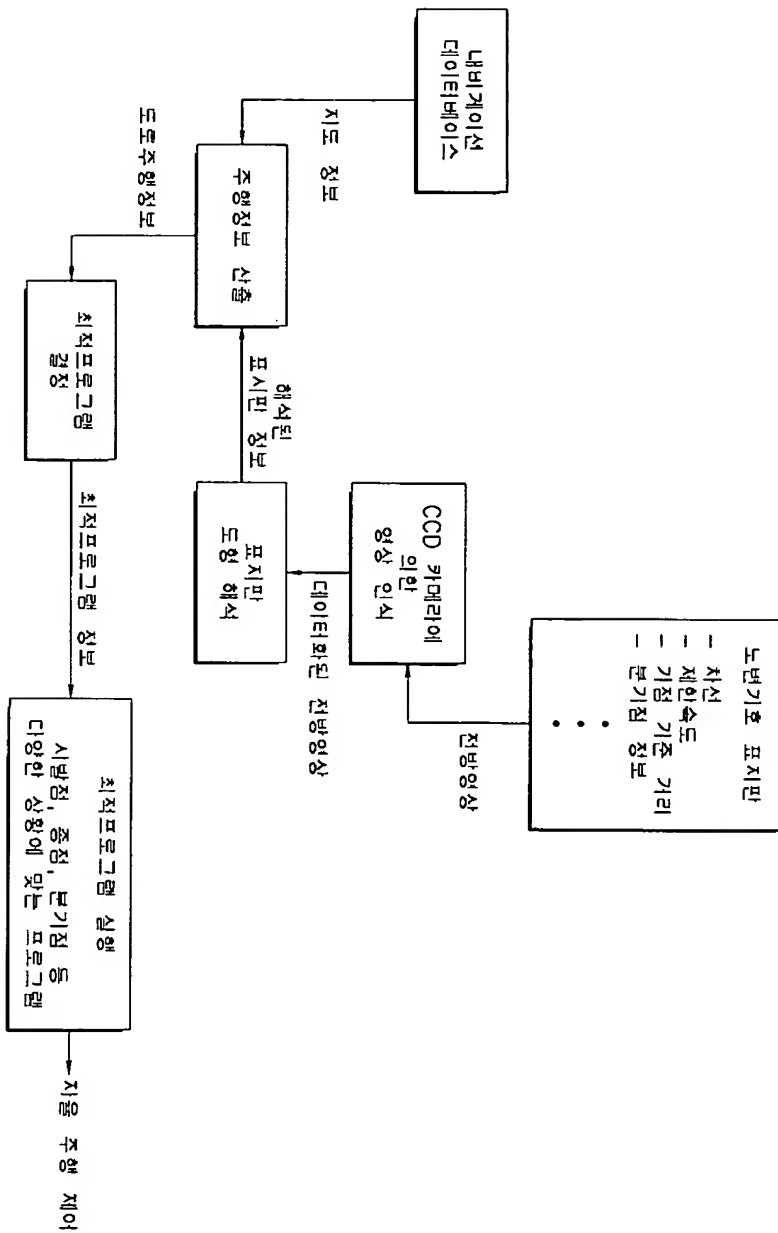 노변기호 표지판
– 차선
– 제한속도
– 기점 기준 거리
– 분기점 정보
전방영상
CCD 카메라에
의한
영상 인식
데이터화된 전방영상
표지판
도형 해석
해석된
표시판 정보
내비게이션
데이터베이스
지도 정보
주행정보 산출
도로주행정보
최적프로그램
결정
최적프로그램 정보
최적프로그램 실행
시발점, 종점, 분기점 등
다양한 상황에 맞는 프로그램
자율 주행 제어